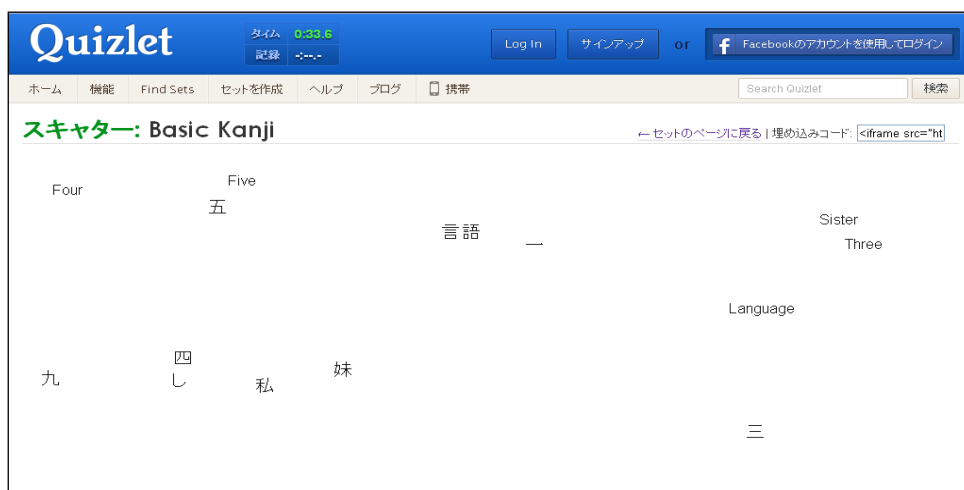 Quizlet
タイム 0:33.6
記録 -:--.-
Log In サインアップ or Facebookのアカウントを使用してログイン
ホーム 機能 Find Sets セットを作成 ヘルプ ブログ 携帯 Search Quizlet 検索
スキャター: Basic Kanji
←セットのページに戻る | 埋め込みコード: <iframe src="ht
Four
Five
五
言語
一
Sister
Three
Language
九
四
し
私
妹
三